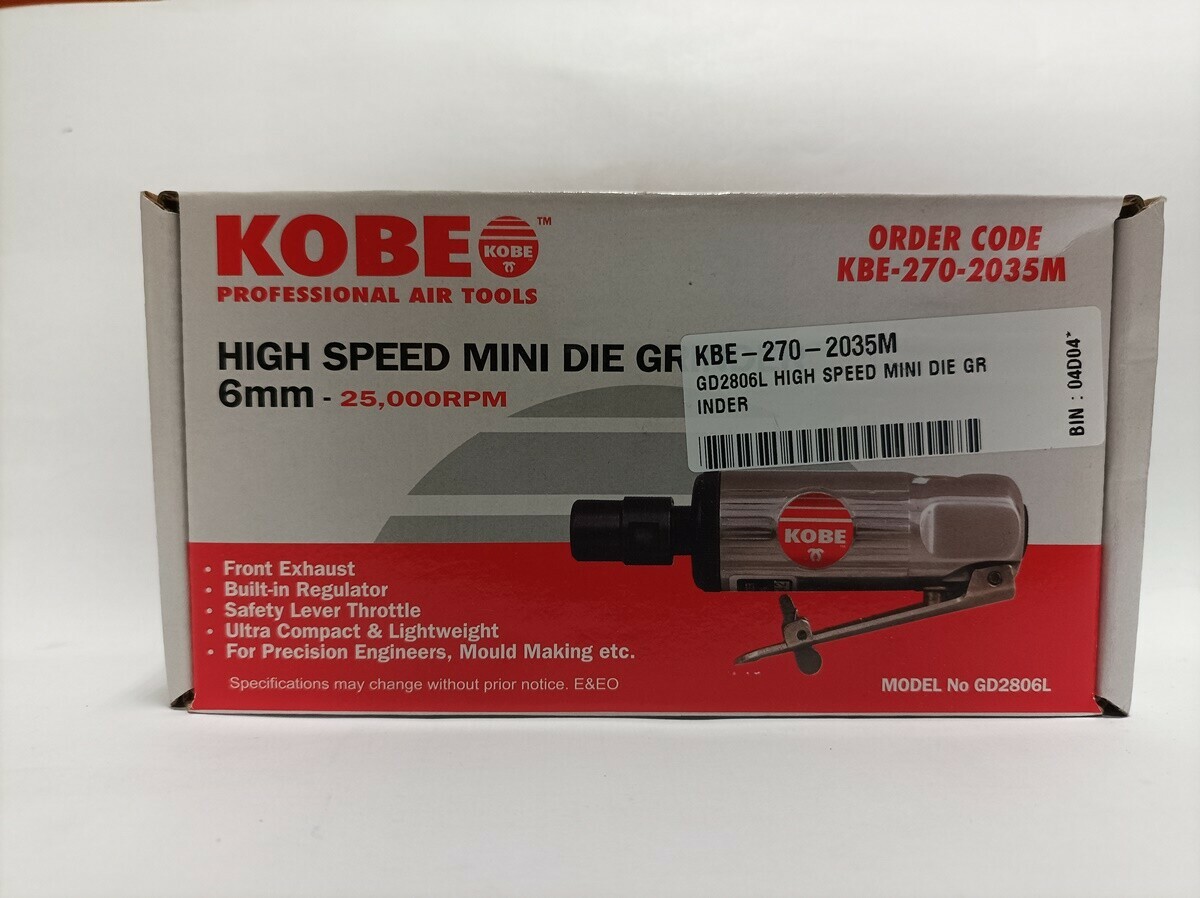 KOBE
KOBE
™
PROFESSIONAL AIR TOOLS
ORDER CODE
KBE-270-2035M
HIGH SPEED MINI DIE GR
6mm - 25,000RPM
KBE-270-2035M
GD2806L HIGH SPEED MINI DIE GR
INDER
BIN : 04D04*
KOBE
• Front Exhaust
• Built-in Regulator
• Safety Lever Throttle
• Ultra Compact & Lightweight
• For Precision Engineers, Mould Making etc.
Specifications may change without prior notice. E&EO
MODEL No GD2806L